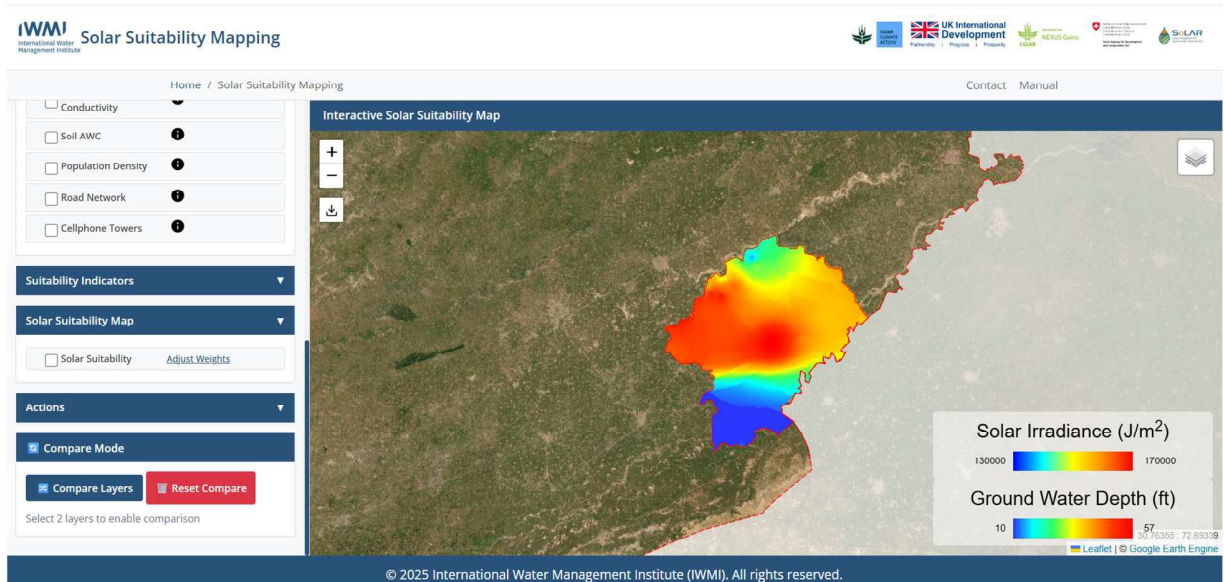 IWMI
International Water
Management Institute
Solar Suitability Mapping
CGIAR
CLIMATE
ACTION
UK International
Development
Partnership | Progress | Prosperity
CGIAR
NEXUS Gains
SoLAR
Home / Solar Suitability Mapping
Contact Manual
Conductivity
Soil AWC
Population Density
Road Network
Cellphone Towers
Suitability Indicators
Solar Suitability Map
Solar Suitability Adjust Weights
Actions
Compare Mode
Compare Layers Reset Compare
Select 2 layers to enable comparison
Interactive Solar Suitability Map
+
−
Solar Irradiance (J/m²)
130000 170000
Ground Water Depth (ft)
10 57
30.76355 : 72.69339
Leaflet | © Google Earth Engine
© 2025 International Water Management Institute (IWMI). All rights reserved.